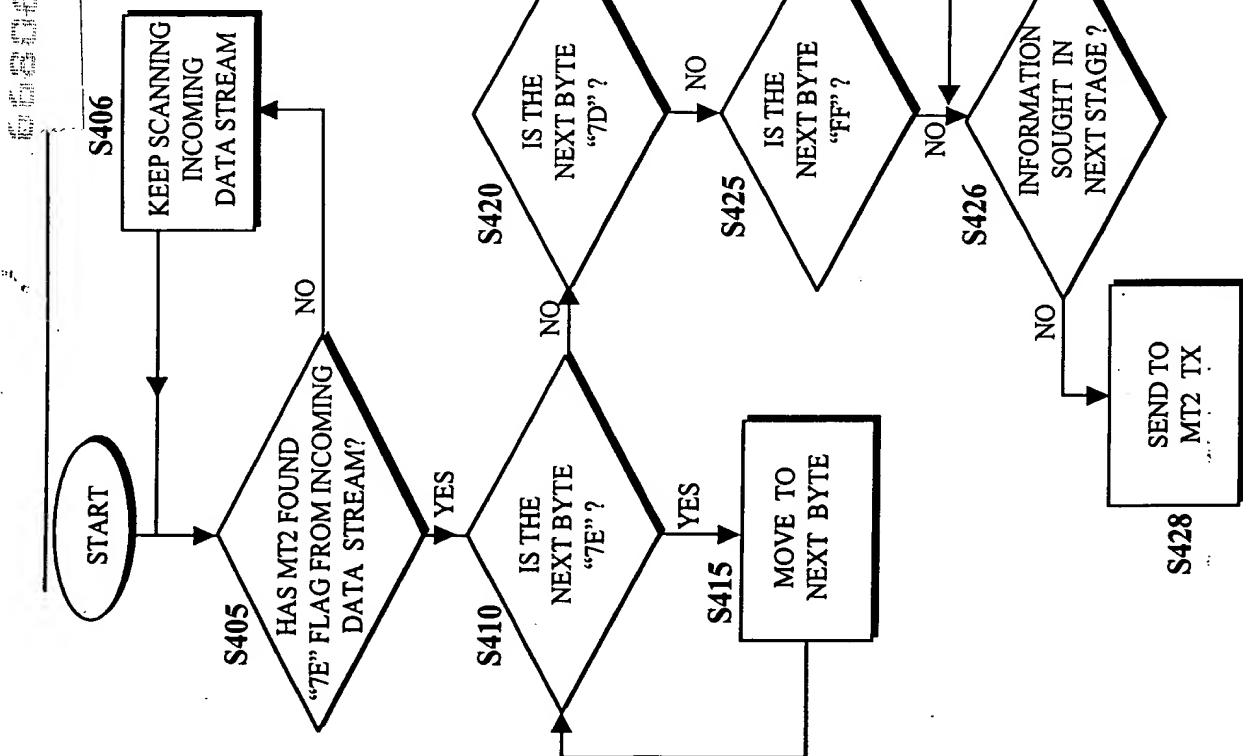 START
S406
KEEP SCANNING
INCOMING
DATA STREAM
S405
HAS MT2 FOUND
"7E" FLAG FROM INCOMING
DATA STREAM?
NO
YES
S410
IS THE
NEXT BYTE
"7E" ?
NO
YES
S415
MOVE TO
NEXT BYTE
S420
IS THE
NEXT BYTE
"7D" ?
NO
S425
IS THE
NEXT BYTE
"FF" ?
NO
S426
INFORMATION
SOUGHT IN
NEXT STAGE ?
NO
S428
SEND TO
MT2 TX